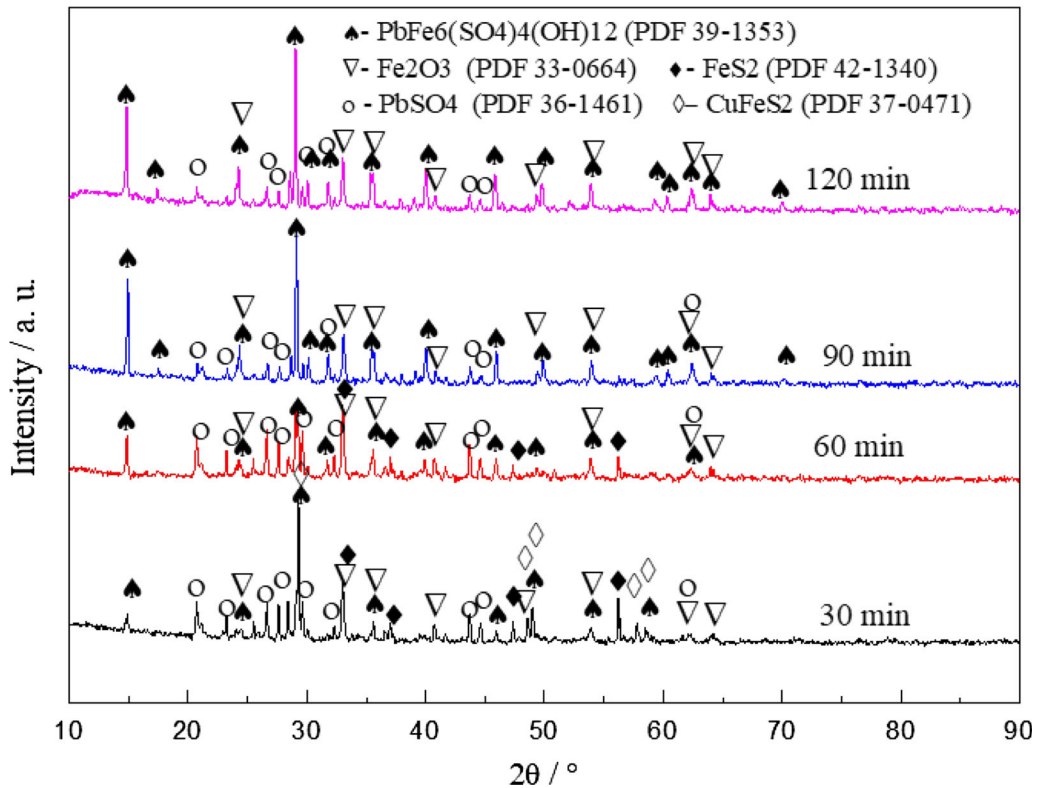 ♠- PbFe6(SO4)4(OH)12 (PDF 39-1353)
▽- Fe2O3 (PDF 33-0664) ♦- FeS2 (PDF 42-1340)
○- PbSO4 (PDF 36-1461) ◇– CuFeS2 (PDF 37-0471)
120 min
90 min
60 min
30 min
Intensity / a. u.
10 20 30 40 50 60 70 80 90
2θ / °